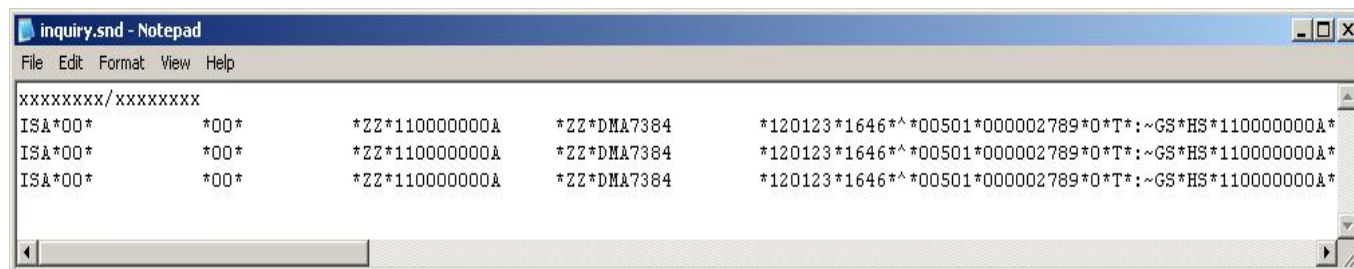 inquiry.snd - Notepad
File Edit Format View Help
xxxxxxxx/xxxxxxxx
ISA*00*          *00*          *ZZ*110000000A     *ZZ*DMA7384        *120123*1646*^*00501*000002789*0*T*:~GS*HS*110000000A*
ISA*00*          *00*          *ZZ*110000000A     *ZZ*DMA7384        *120123*1646*^*00501*000002789*0*T*:~GS*HS*110000000A*
ISA*00*          *00*          *ZZ*110000000A     *ZZ*DMA7384        *120123*1646*^*00501*000002789*0*T*:~GS*HS*110000000A*